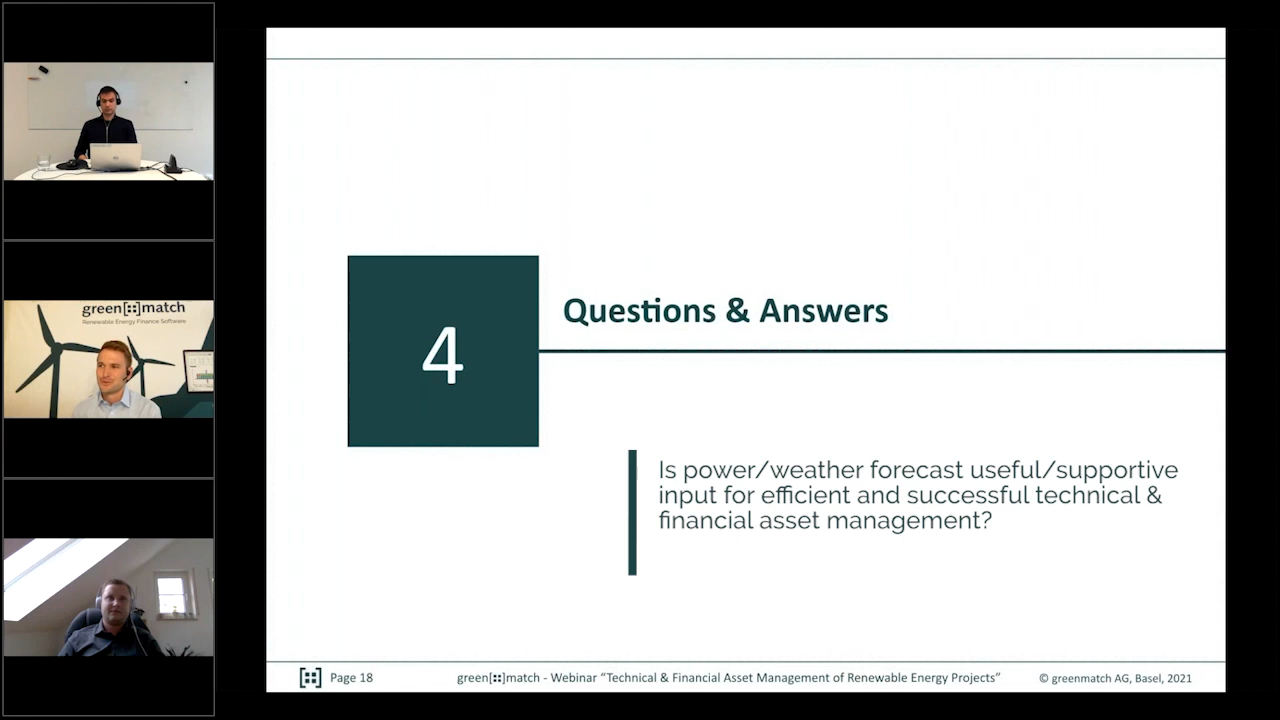 green[::]match
Renewable Energy Finance Software
4
Questions & Answers
Is power/weather forecast useful/supportive
input for efficient and successful technical &
financial asset management?
[::] Page 18
green[::]match - Webinar “Technical & Financial Asset Management of Renewable Energy Projects”
© greenmatch AG, Basel, 2021